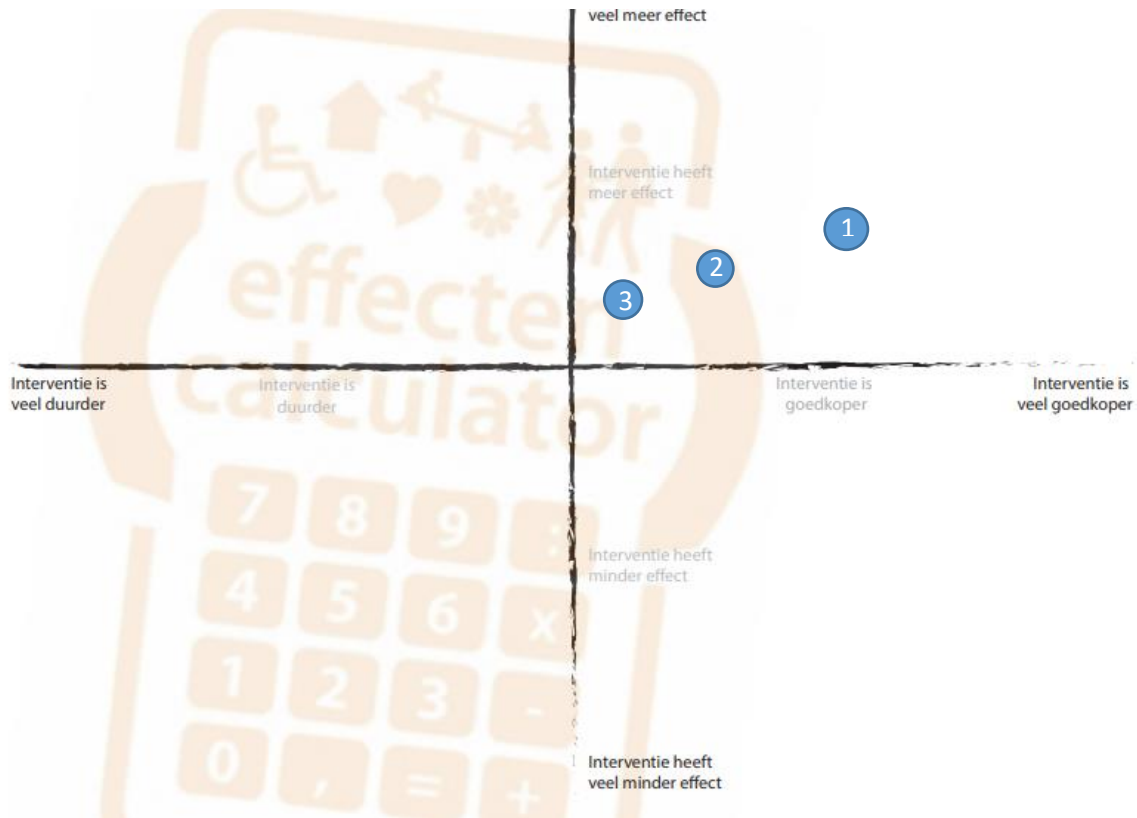 veel meer effect
Interventie heeft
meer effect
1
2
3
effecten
calculator
Interventie is
veel duurder
Interventie is
duurder
Interventie is
goedkoper
Interventie is
veel goedkoper
7 8 9 :
4 5 6 x
1 2 3 -
0 , = +
Interventie heeft
minder effect
Interventie heeft
veel minder effect